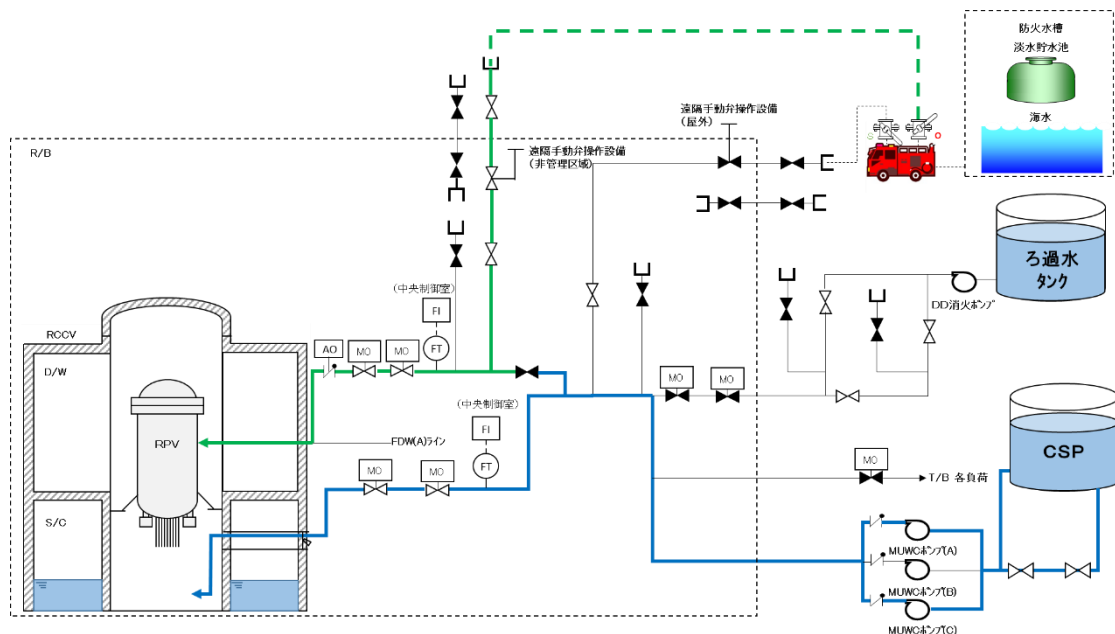 防火水槽
淡水貯水池
海水
遠隔手動弁操作設備
(屋外)
R/B
遠隔手動弁操作設備
(非管理区域)
S
O
ろ過水
タンク
DD消火ポンプ
(中央制御室)
FI
FT
AO
MO
MO
RCCV
D/W
RPV
FDW(A)ライン
(中央制御室)
FI
FT
MO
MO
MO
MO
CSP
MO
T/B 各負荷
S/C
MUWCポンプ(A)
MUWCポンプ(B)
MUWCポンプ(C)